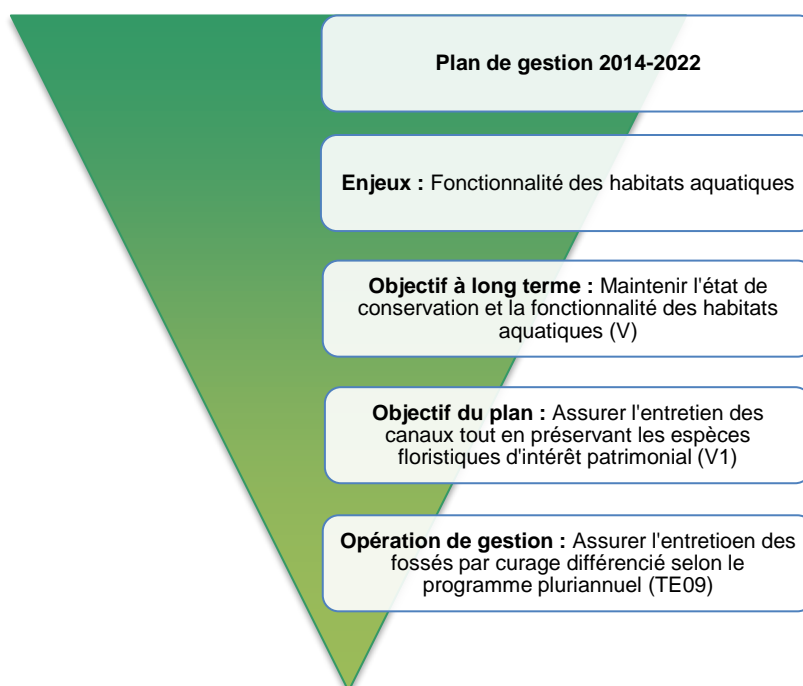 Plan de gestion 2014-2022
Enjeux : Fonctionnalité des habitats aquatiques
Objectif à long terme : Maintenir l'état de
conservation et la fonctionnalité des habitats
aquatiques (V)
Objectif du plan : Assurer l'entretien des
canaux tout en préservant les espèces
floristiques d'intérêt patrimonial (V1)
Opération de gestion : Assurer l'entretioen des
fossés par curage différencié selon le
programme pluriannuel (TE09)